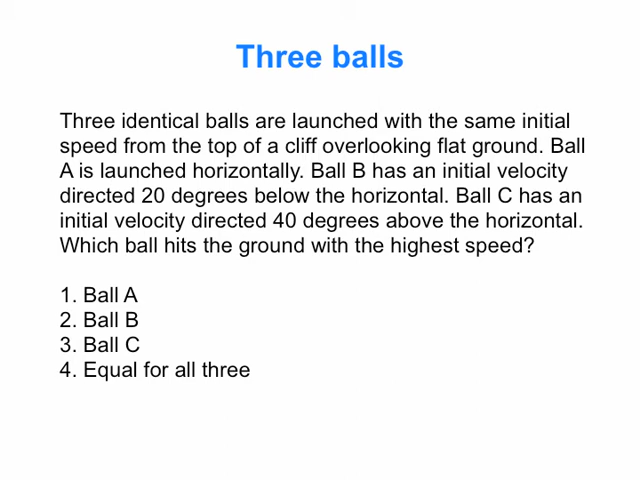 Three balls
Three identical balls are launched with the same initial
speed from the top of a cliff overlooking flat ground. Ball
A is launched horizontally. Ball B has an initial velocity
directed 20 degrees below the horizontal. Ball C has an
initial velocity directed 40 degrees above the horizontal.
Which ball hits the ground with the highest speed?
1. Ball A
2. Ball B
3. Ball C
4. Equal for all three